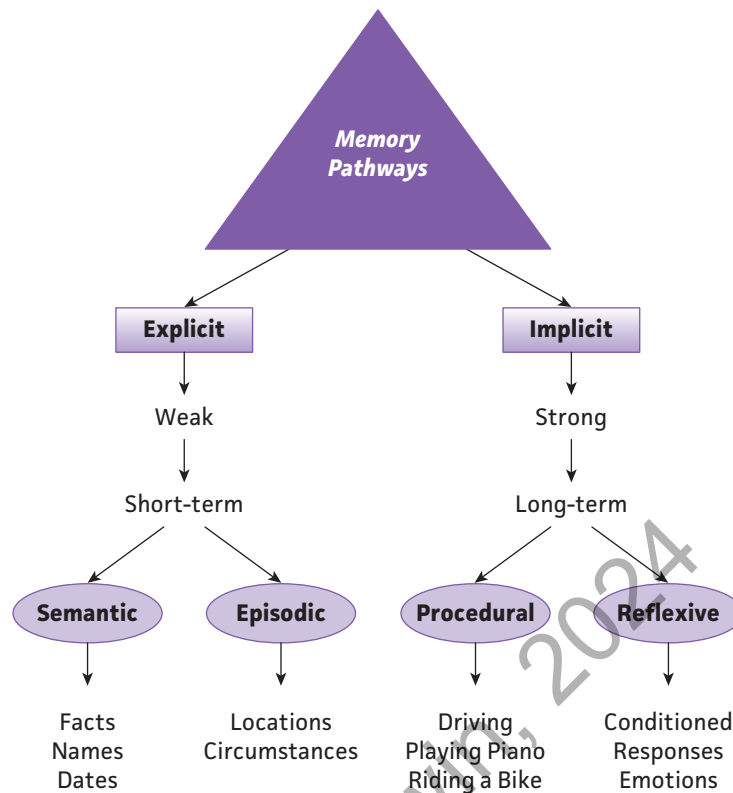 Memory
Pathways
Explicit
Implicit
Weak
Strong
Short-term
Long-term
Semantic
Episodic
Procedural
Reflexive
Facts
Names
Dates
Locations
Circumstances
Driving
Playing Piano
Riding a Bike
Conditioned
Responses
Emotions
2024